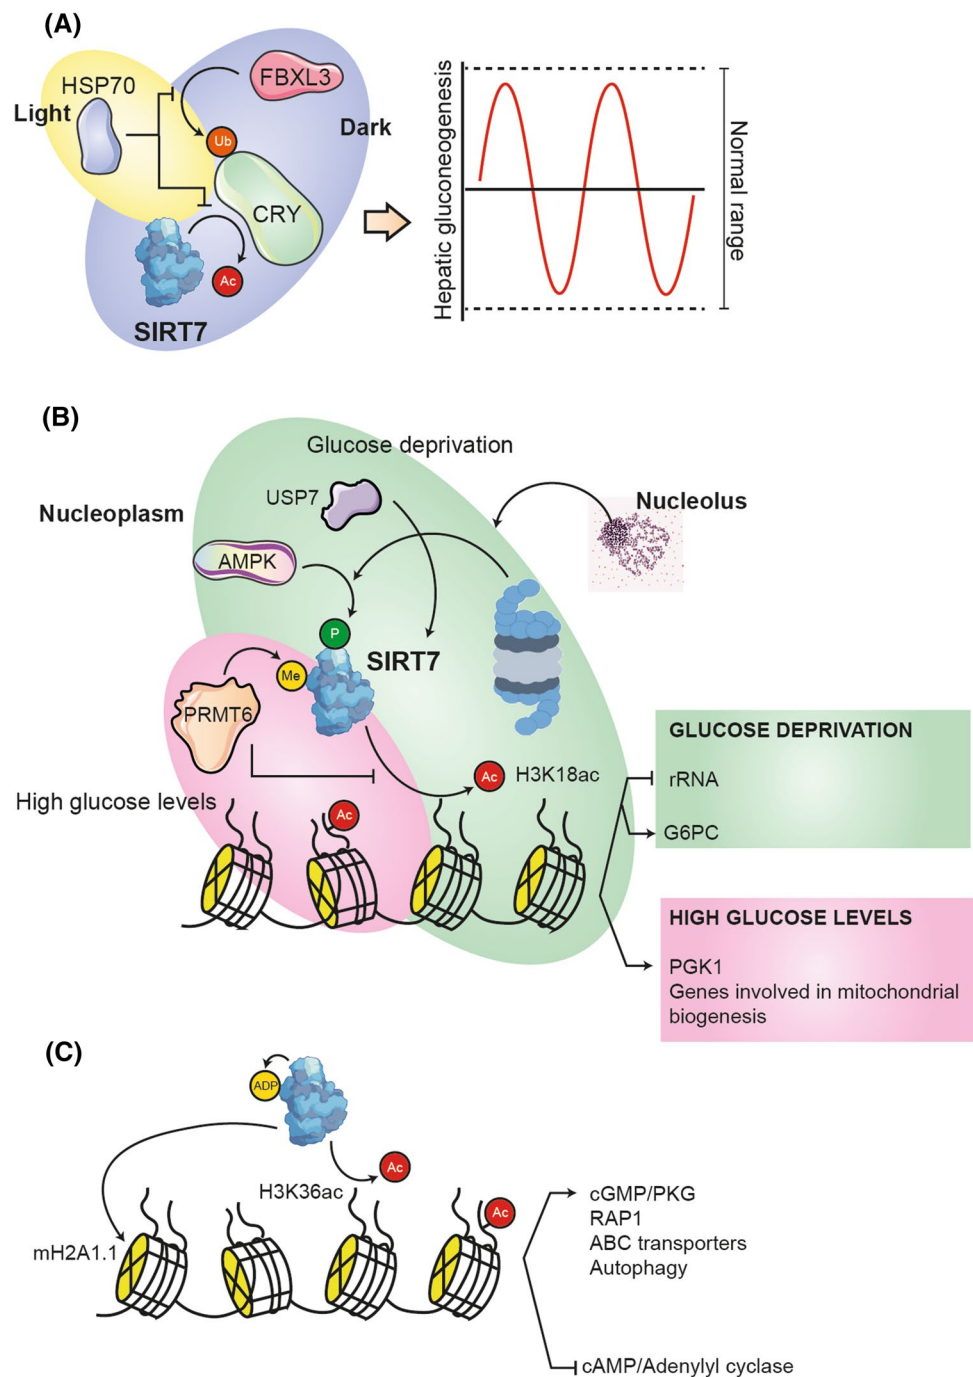 (A)
HSP70
FBXL3
Light
Dark
Ub
CRY
Ac
SIRT7
Hepatic gluconeogenesis
Normal range
(B)
Glucose deprivation
USP7
Nucleoplasm
Nucleolus
AMPK
P
SIRT7
Me
PRMT6
Ac
H3K18ac
High glucose levels
Ac
GLUCOSE DEPRIVATION
rRNA
G6PC
HIGH GLUCOSE LEVELS
PGK1
Genes involved in mitochondrial
biogenesis
(C)
ADP
Ac
H3K36ac
Ac
mH2A1.1
cGMP/PKG
RAP1
ABC transporters
Autophagy
cAMP/Adenylyl cyclase